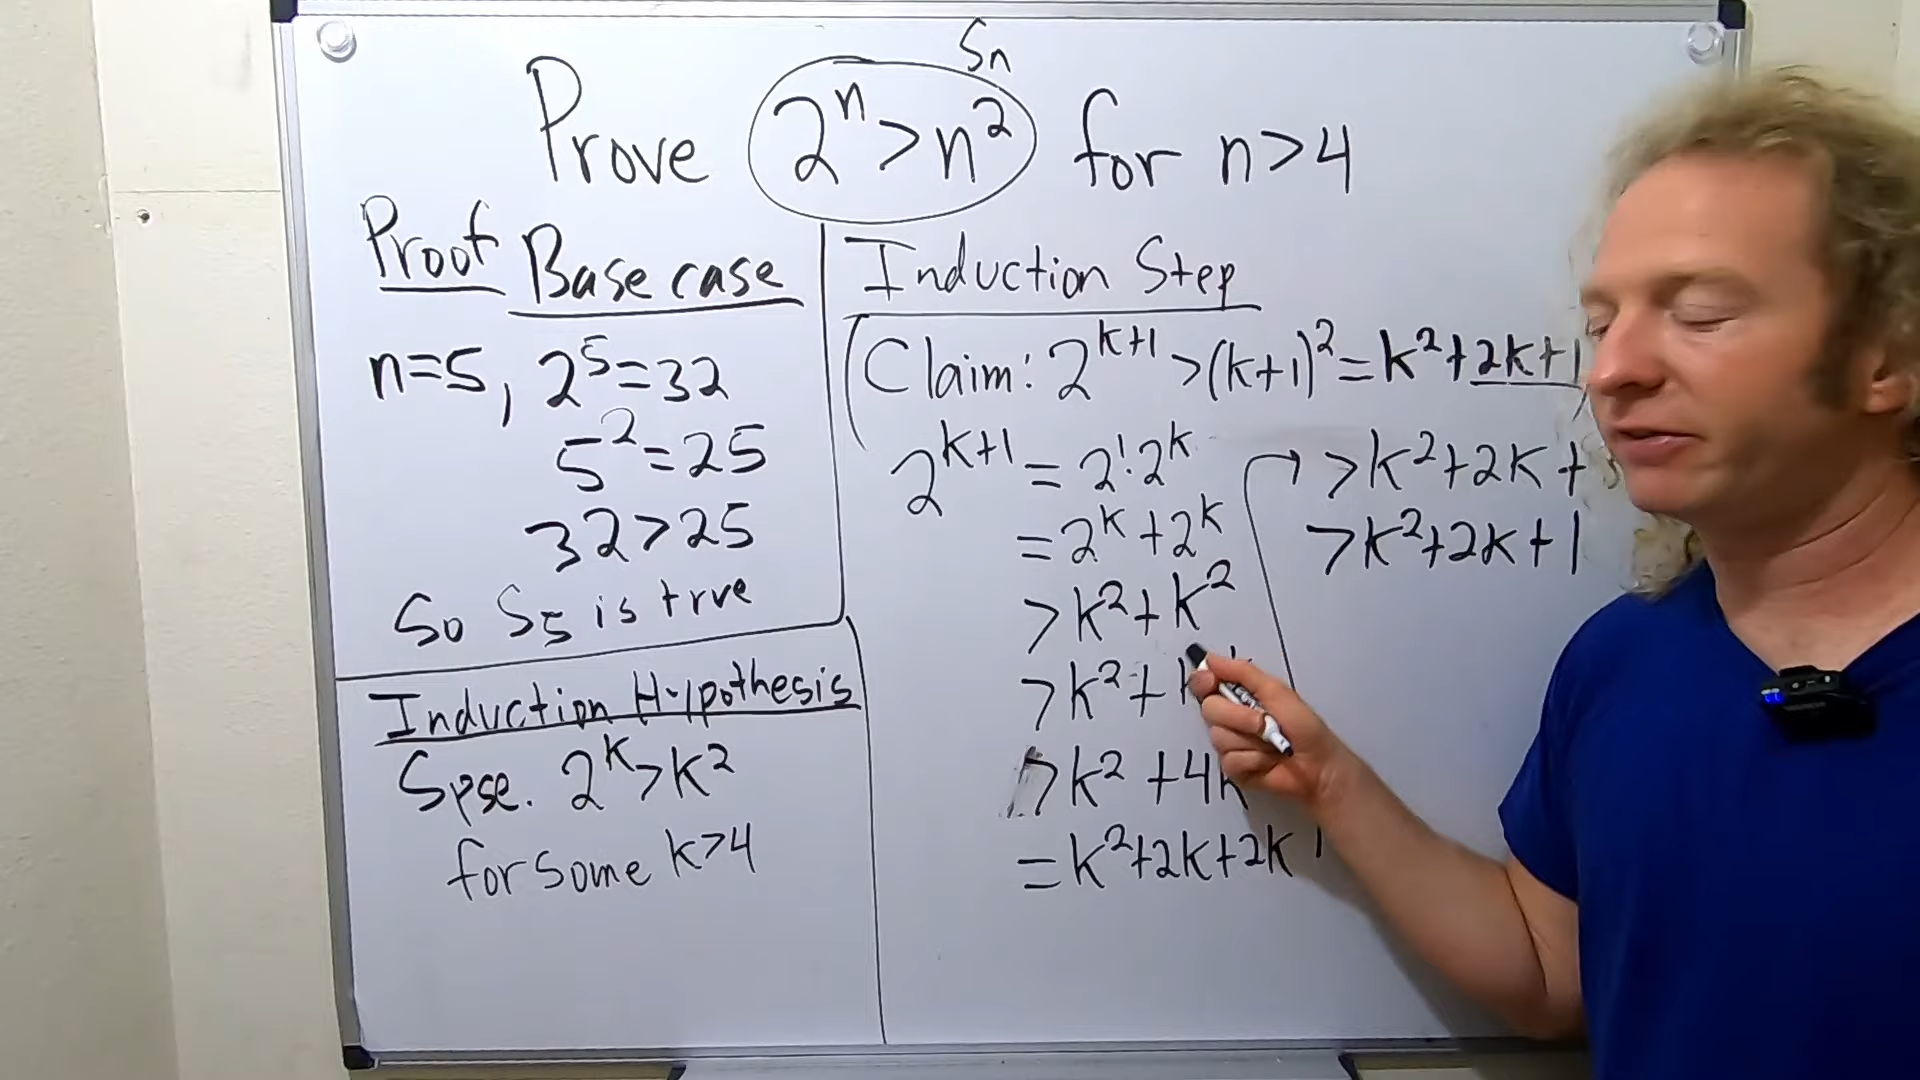 Sn
Prove 2^n > n^2 for n>4
Proof Base case
n=5, 2^5=32
5^2=25
32>25
So S5 is true
Induction Hypothesis
Spse. 2^k>k^2
for some k>4
Induction Step
Claim: 2^(k+1) >(k+1)^2=k^2+2k+1
2^(k+1) = 2^1·2^k
=2^k+2^k
>k^2+k^2
>k^2+
>k^2+4k
=k^2+2k+2k
>k^2+2k+
>k^2+2k+1